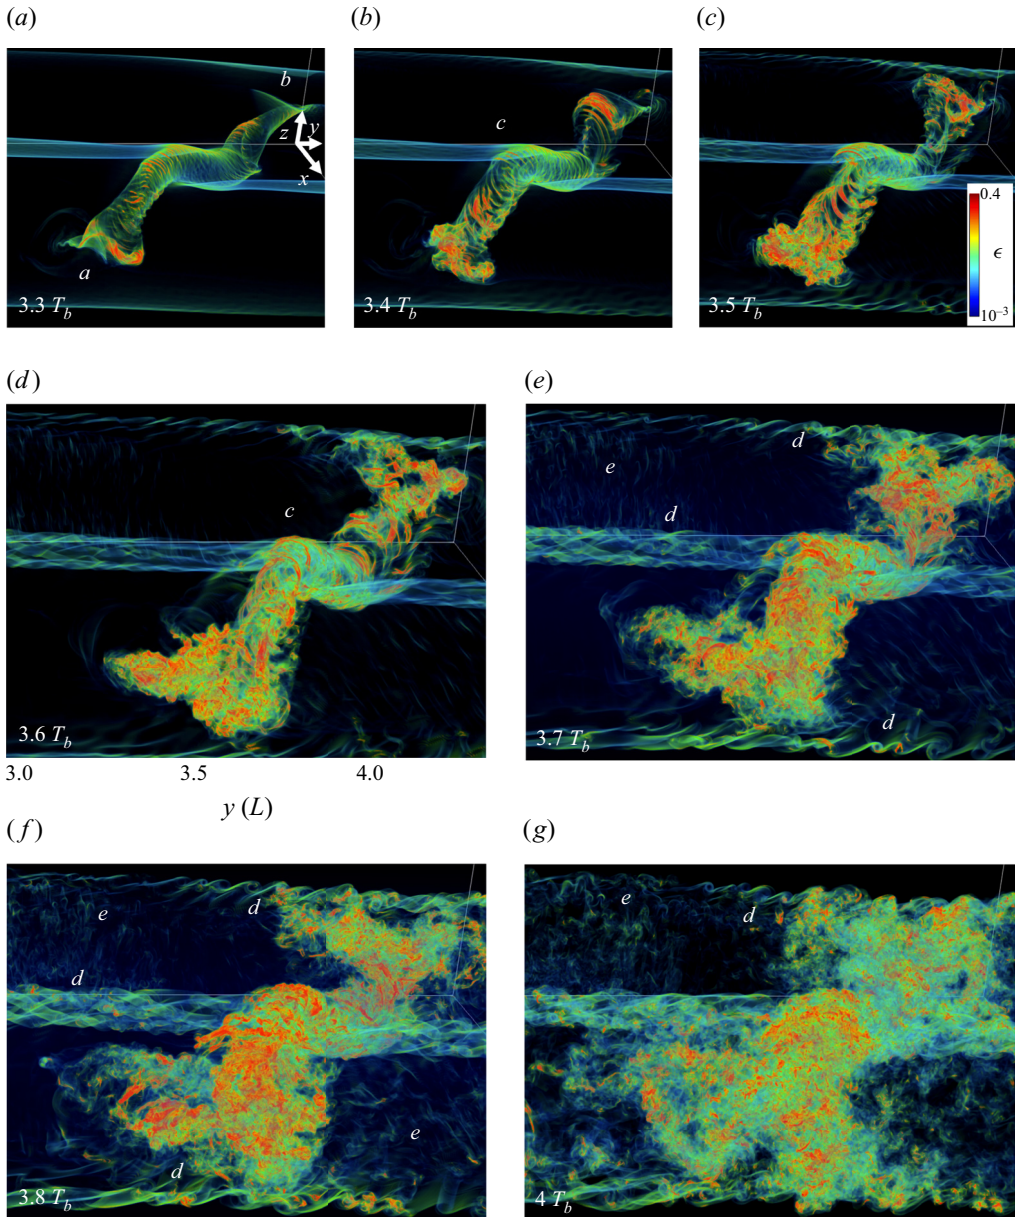 (a)
(b)
(c)
b
z
y
x
a
3.3 T_b
c
3.4 T_b
0.4
ϵ
10⁻³
3.5 T_b
(d)
(e)
c
3.6 T_b
3.0
3.5
4.0
y (L)
d
e
d
d
3.7 T_b
(f)
(g)
e
d
d
e
d
3.8 T_b
e
d
4 T_b